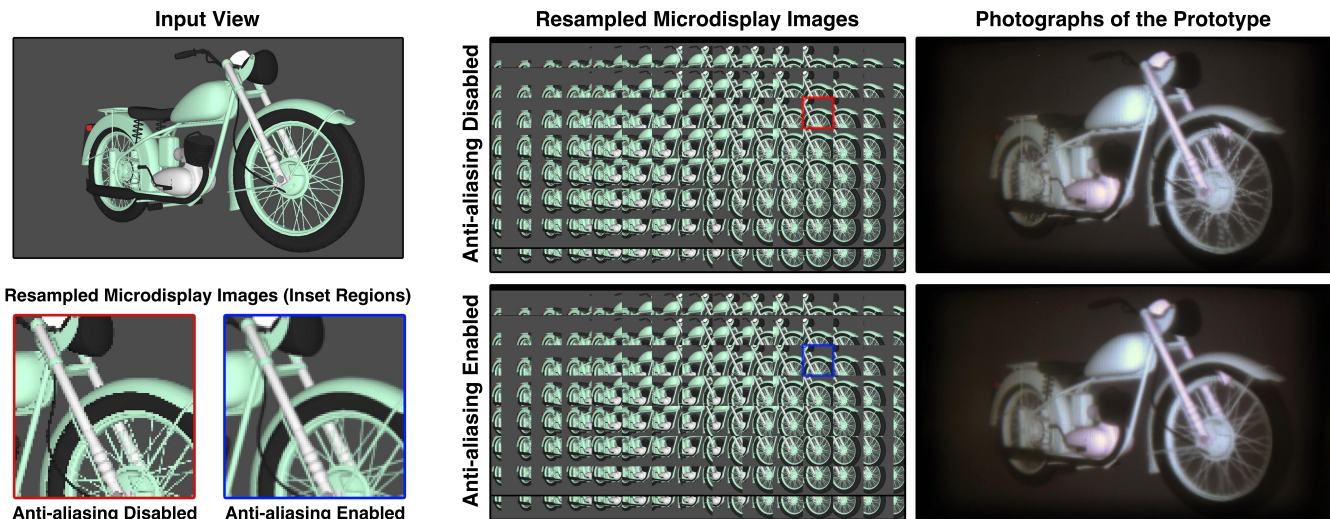 Input View
Resampled Microdisplay Images
Photographs of the Prototype
Anti-aliasing Disabled
Anti-aliasing Enabled
Resampled Microdisplay Images (Inset Regions)
Anti-aliasing Disabled
Anti-aliasing Enabled